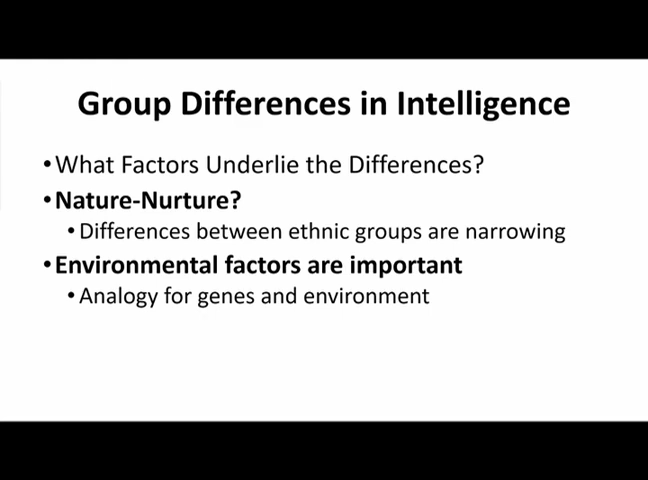 Group Differences in Intelligence
•What Factors Underlie the Differences?
•Nature-Nurture?
•Differences between ethnic groups are narrowing
•Environmental factors are important
•Analogy for genes and environment